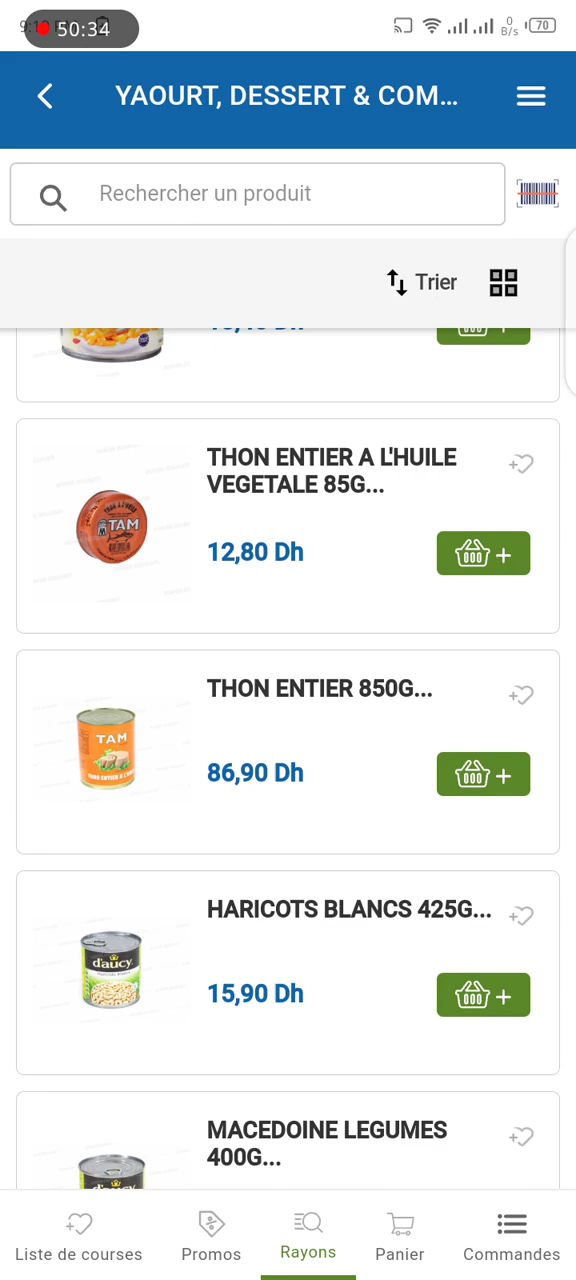 50:34
0
B/s
70
YAOURT, DESSERT & COM...
Rechercher un produit
Trier
THON ENTIER A L'HUILE
VEGETALE 85G...
TAM
12,80 Dh
THON ENTIER 850G...
TAM
86,90 Dh
HARICOTS BLANCS 425G...
d'aucy
15,90 Dh
MACEDOINE LEGUMES
400G...
Liste de courses
Promos
Rayons
Panier
Commandes